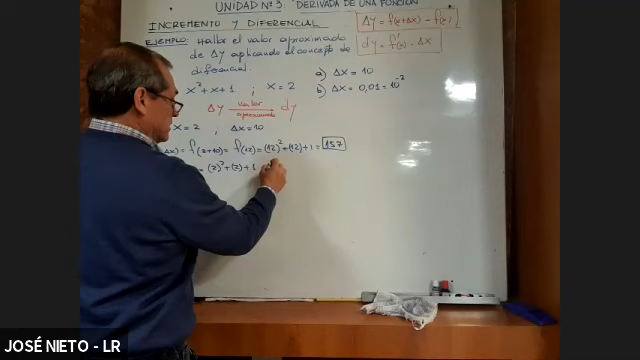 UNIDAD Nº 3: "DERIVADA DE UNA FUNCIÓN
INCREMENTO Y DIFERENCIAL
Δy = f(x+Δx) - f(x)
dy = f'(x) · Δx
EJEMPLO: Hallar el valor aproximado
de Δy aplicando el concepto de
diferencial
a) Δx = 10
x² + x + 1 ; x = 2
b) Δx = 0,01 = 10⁻²
Δy valor aproximado dy
x = 2 , Δx = 10
Δx) = f(2+10) = f(12) = (12)² + (12) + 1 = 157
= (2)² + (2) + 1
JOSÉ NIETO - LR